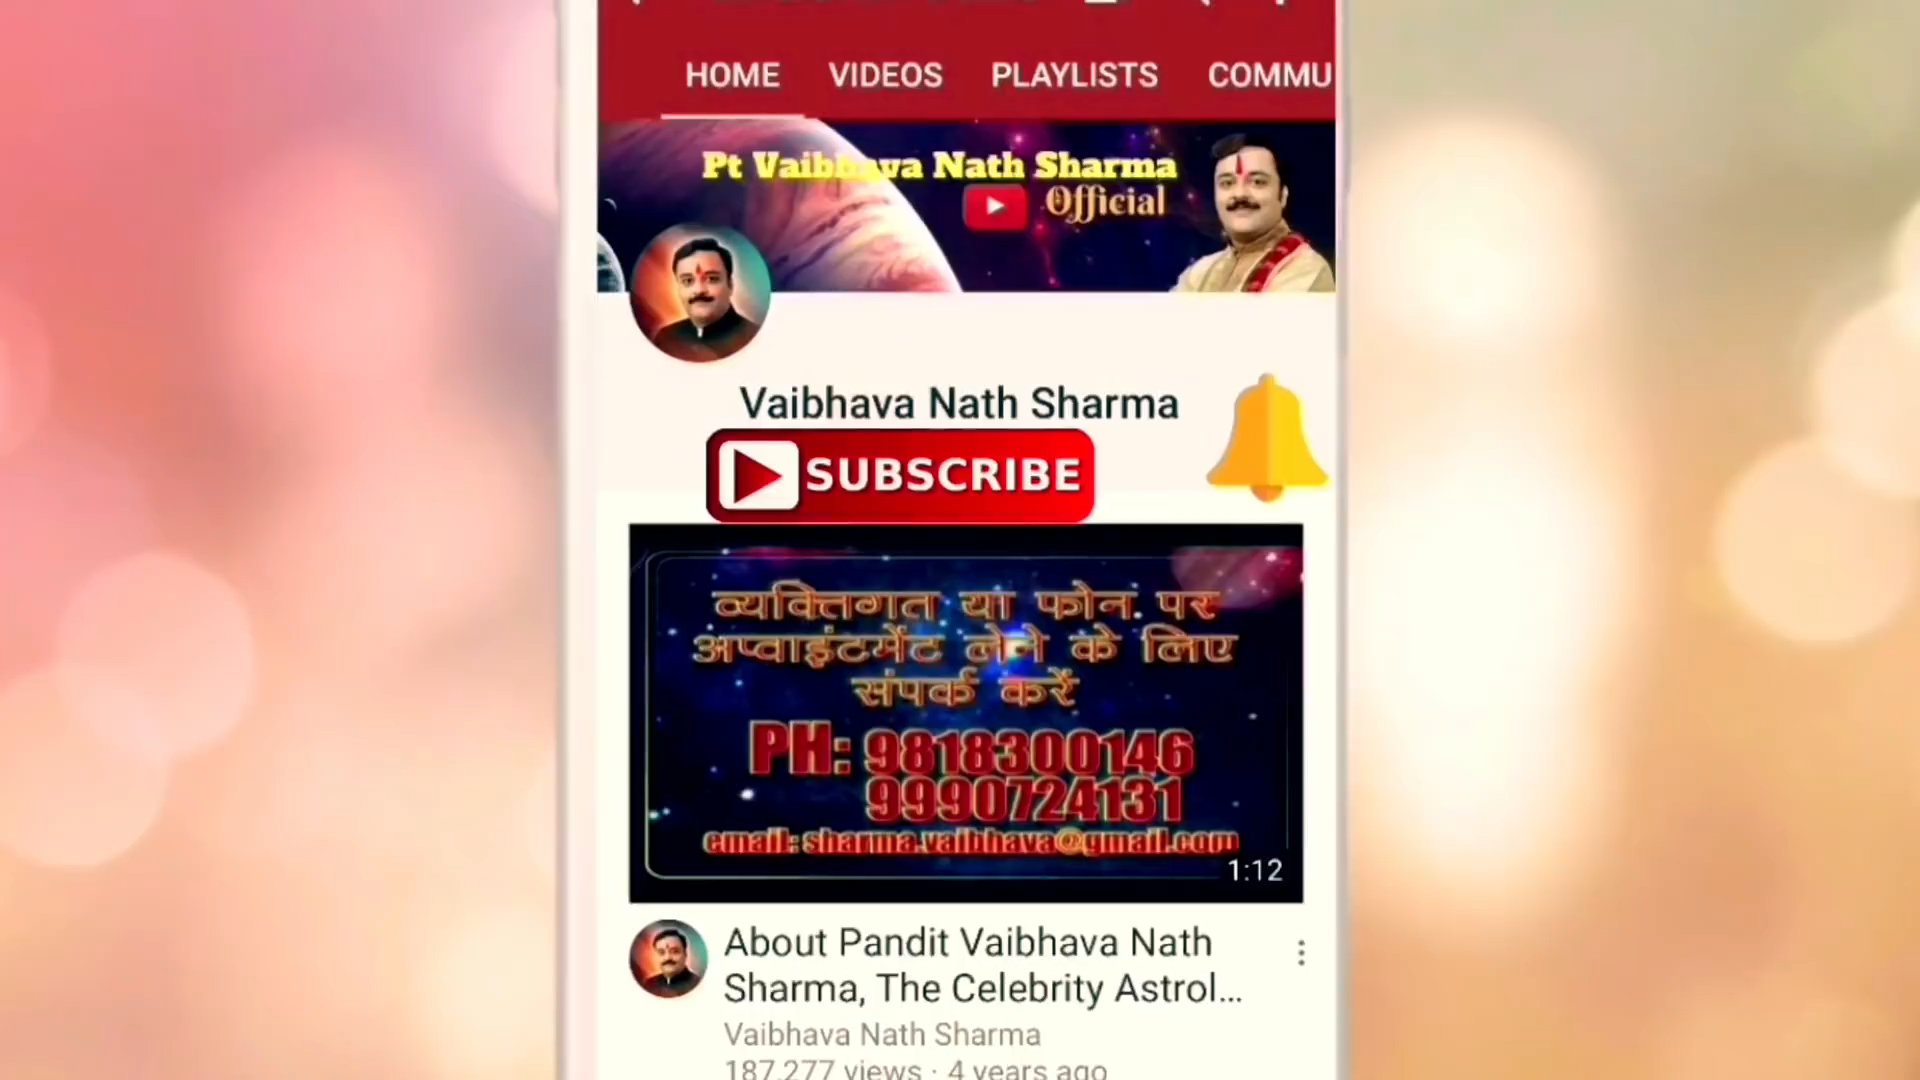 HOME VIDEOS PLAYLISTS COMMU
Pt Vaibhava Nath Sharma
Official
Vaibhava Nath Sharma
SUBSCRIBE
व्यक्तिगत या फोन पर
अप्वाइंटमेंट लेने के लिए
संपर्क करें
PH: 9818300146
9990724131
email: sharma.vaibhava@gmail.com
1:12
About Pandit Vaibhava Nath
Sharma, The Celebrity Astrol...
Vaibhava Nath Sharma
187,277 views · 4 years ago